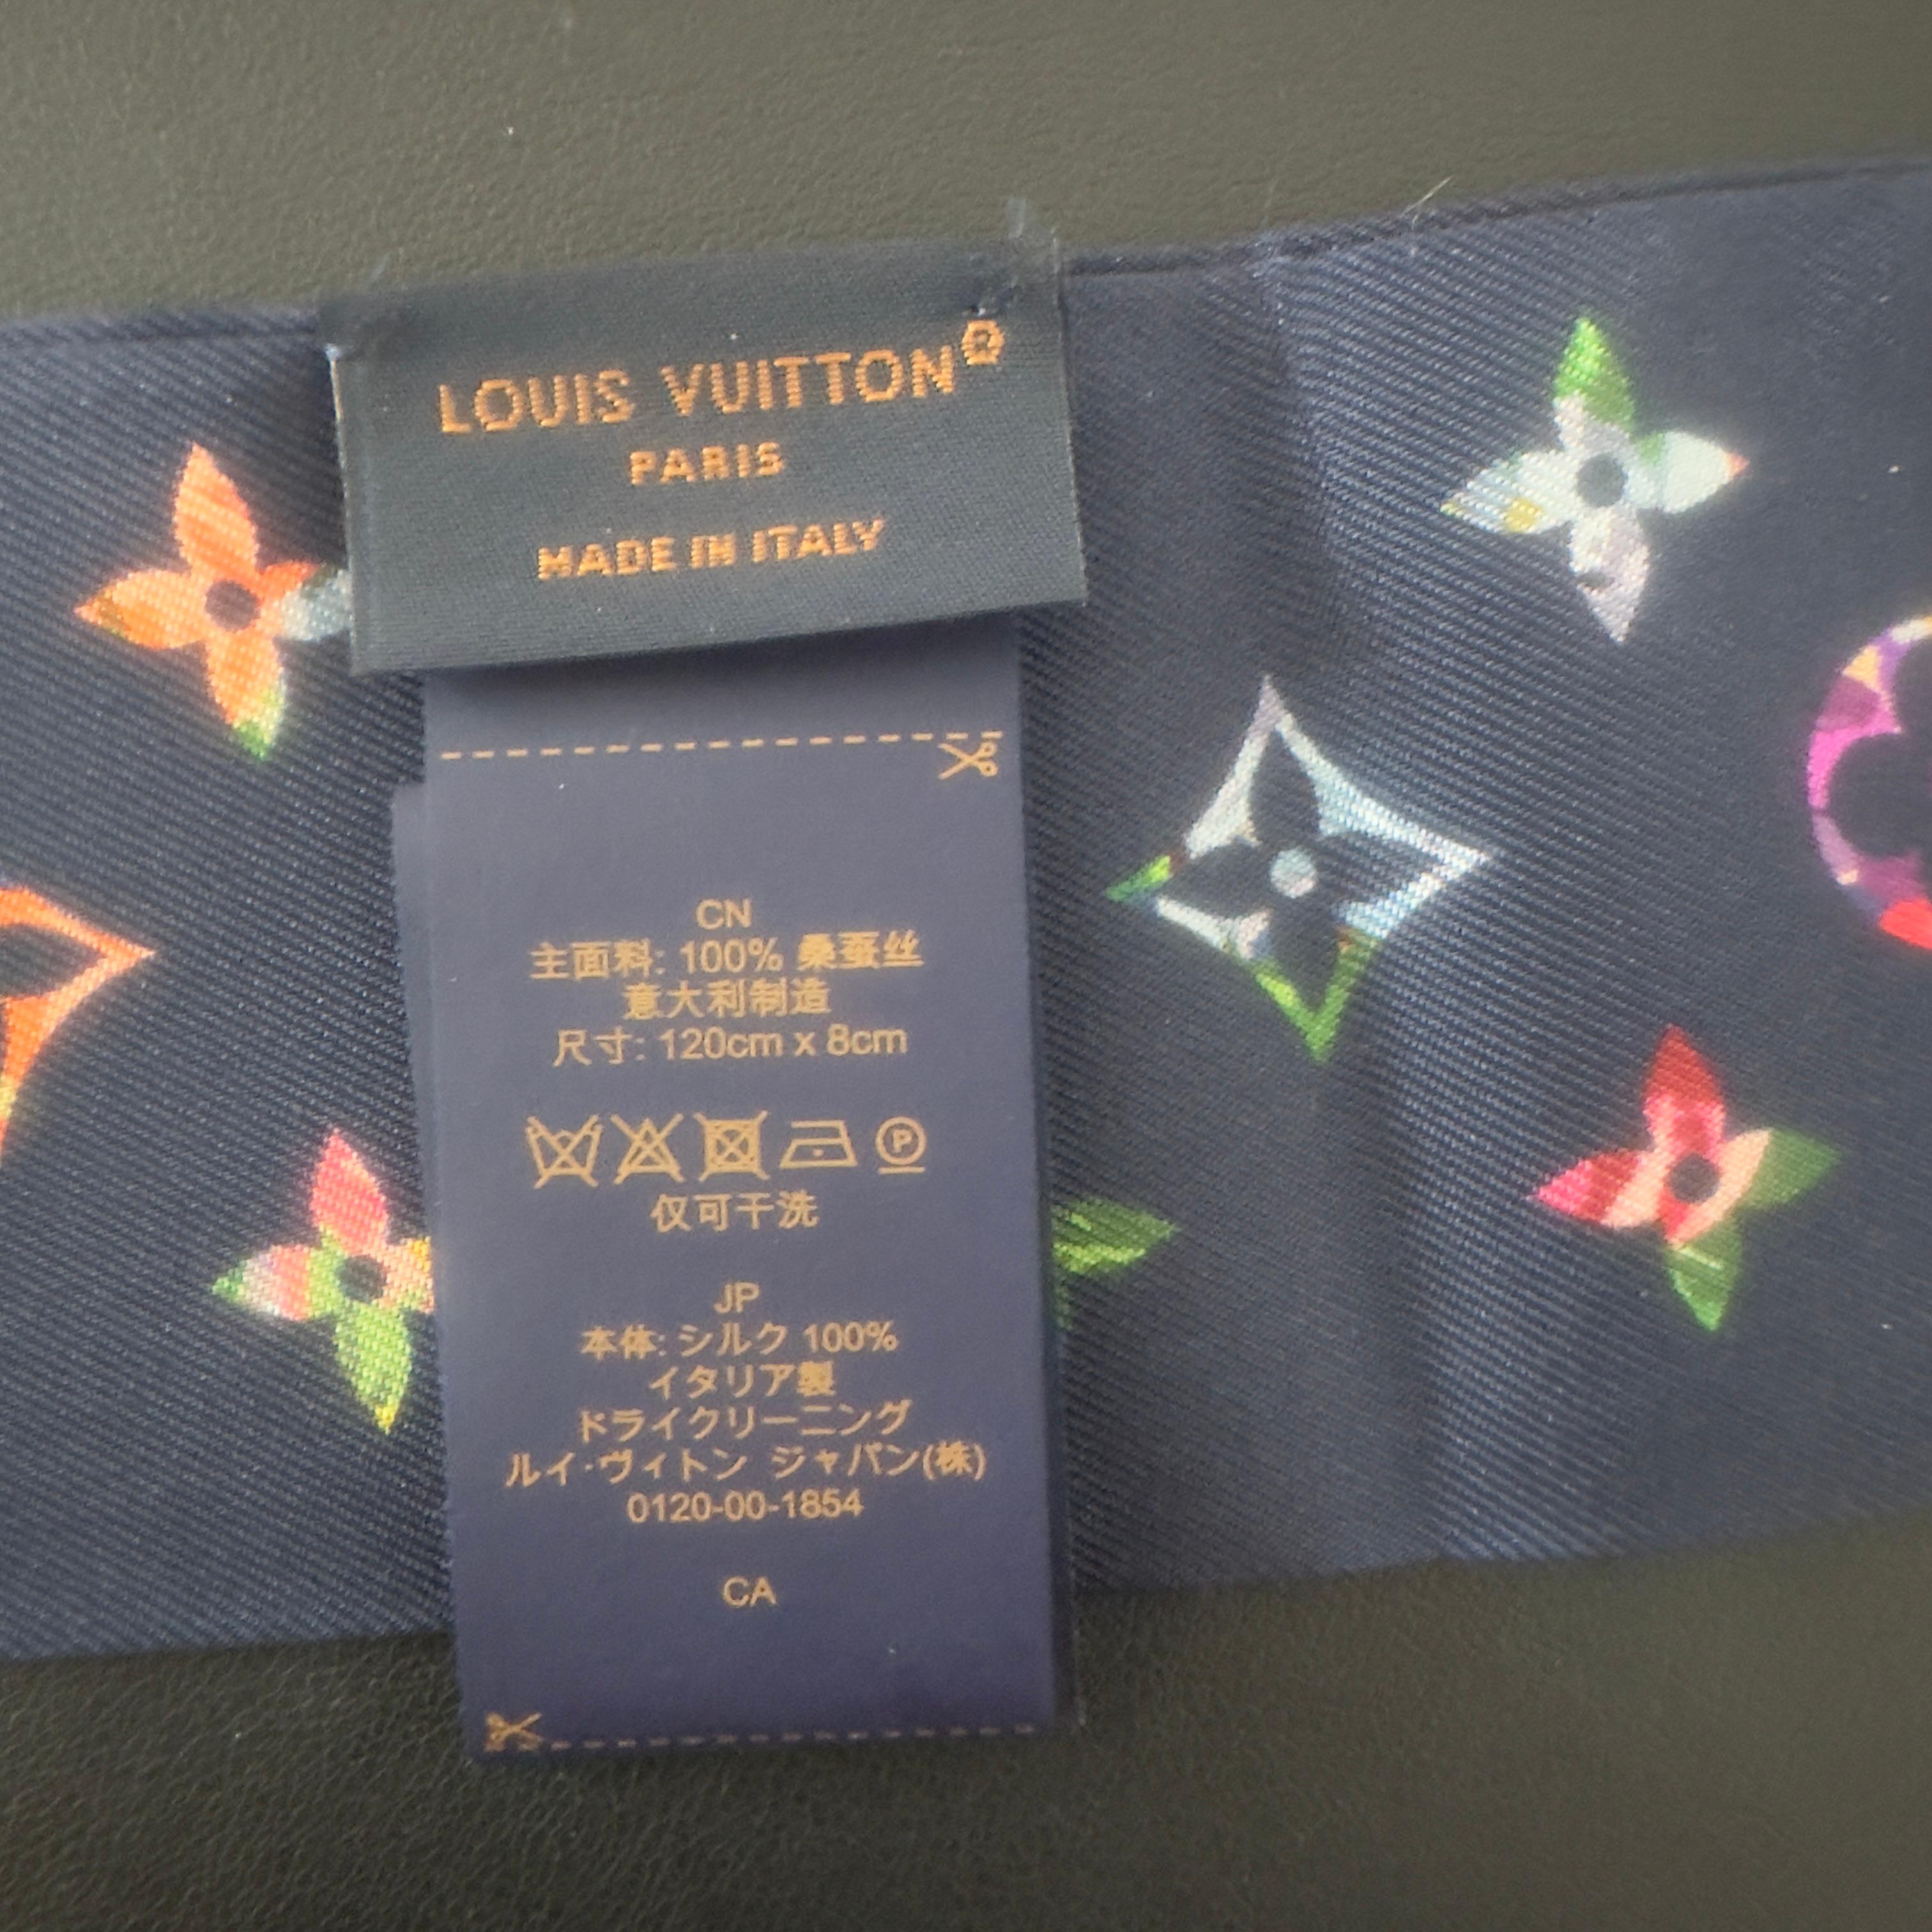 LOUIS VUITTON®
PARIS
MADE IN ITALY
CN
主面料: 100% 桑蚕丝
意大利制造
尺寸: 120cm x 8cm
P
仅可干洗
JP
本体: シルク 100%
イタリア製
ドライクリーニング
ルイ·ヴィトン ジャパン(株)
0120-00-1854
CA